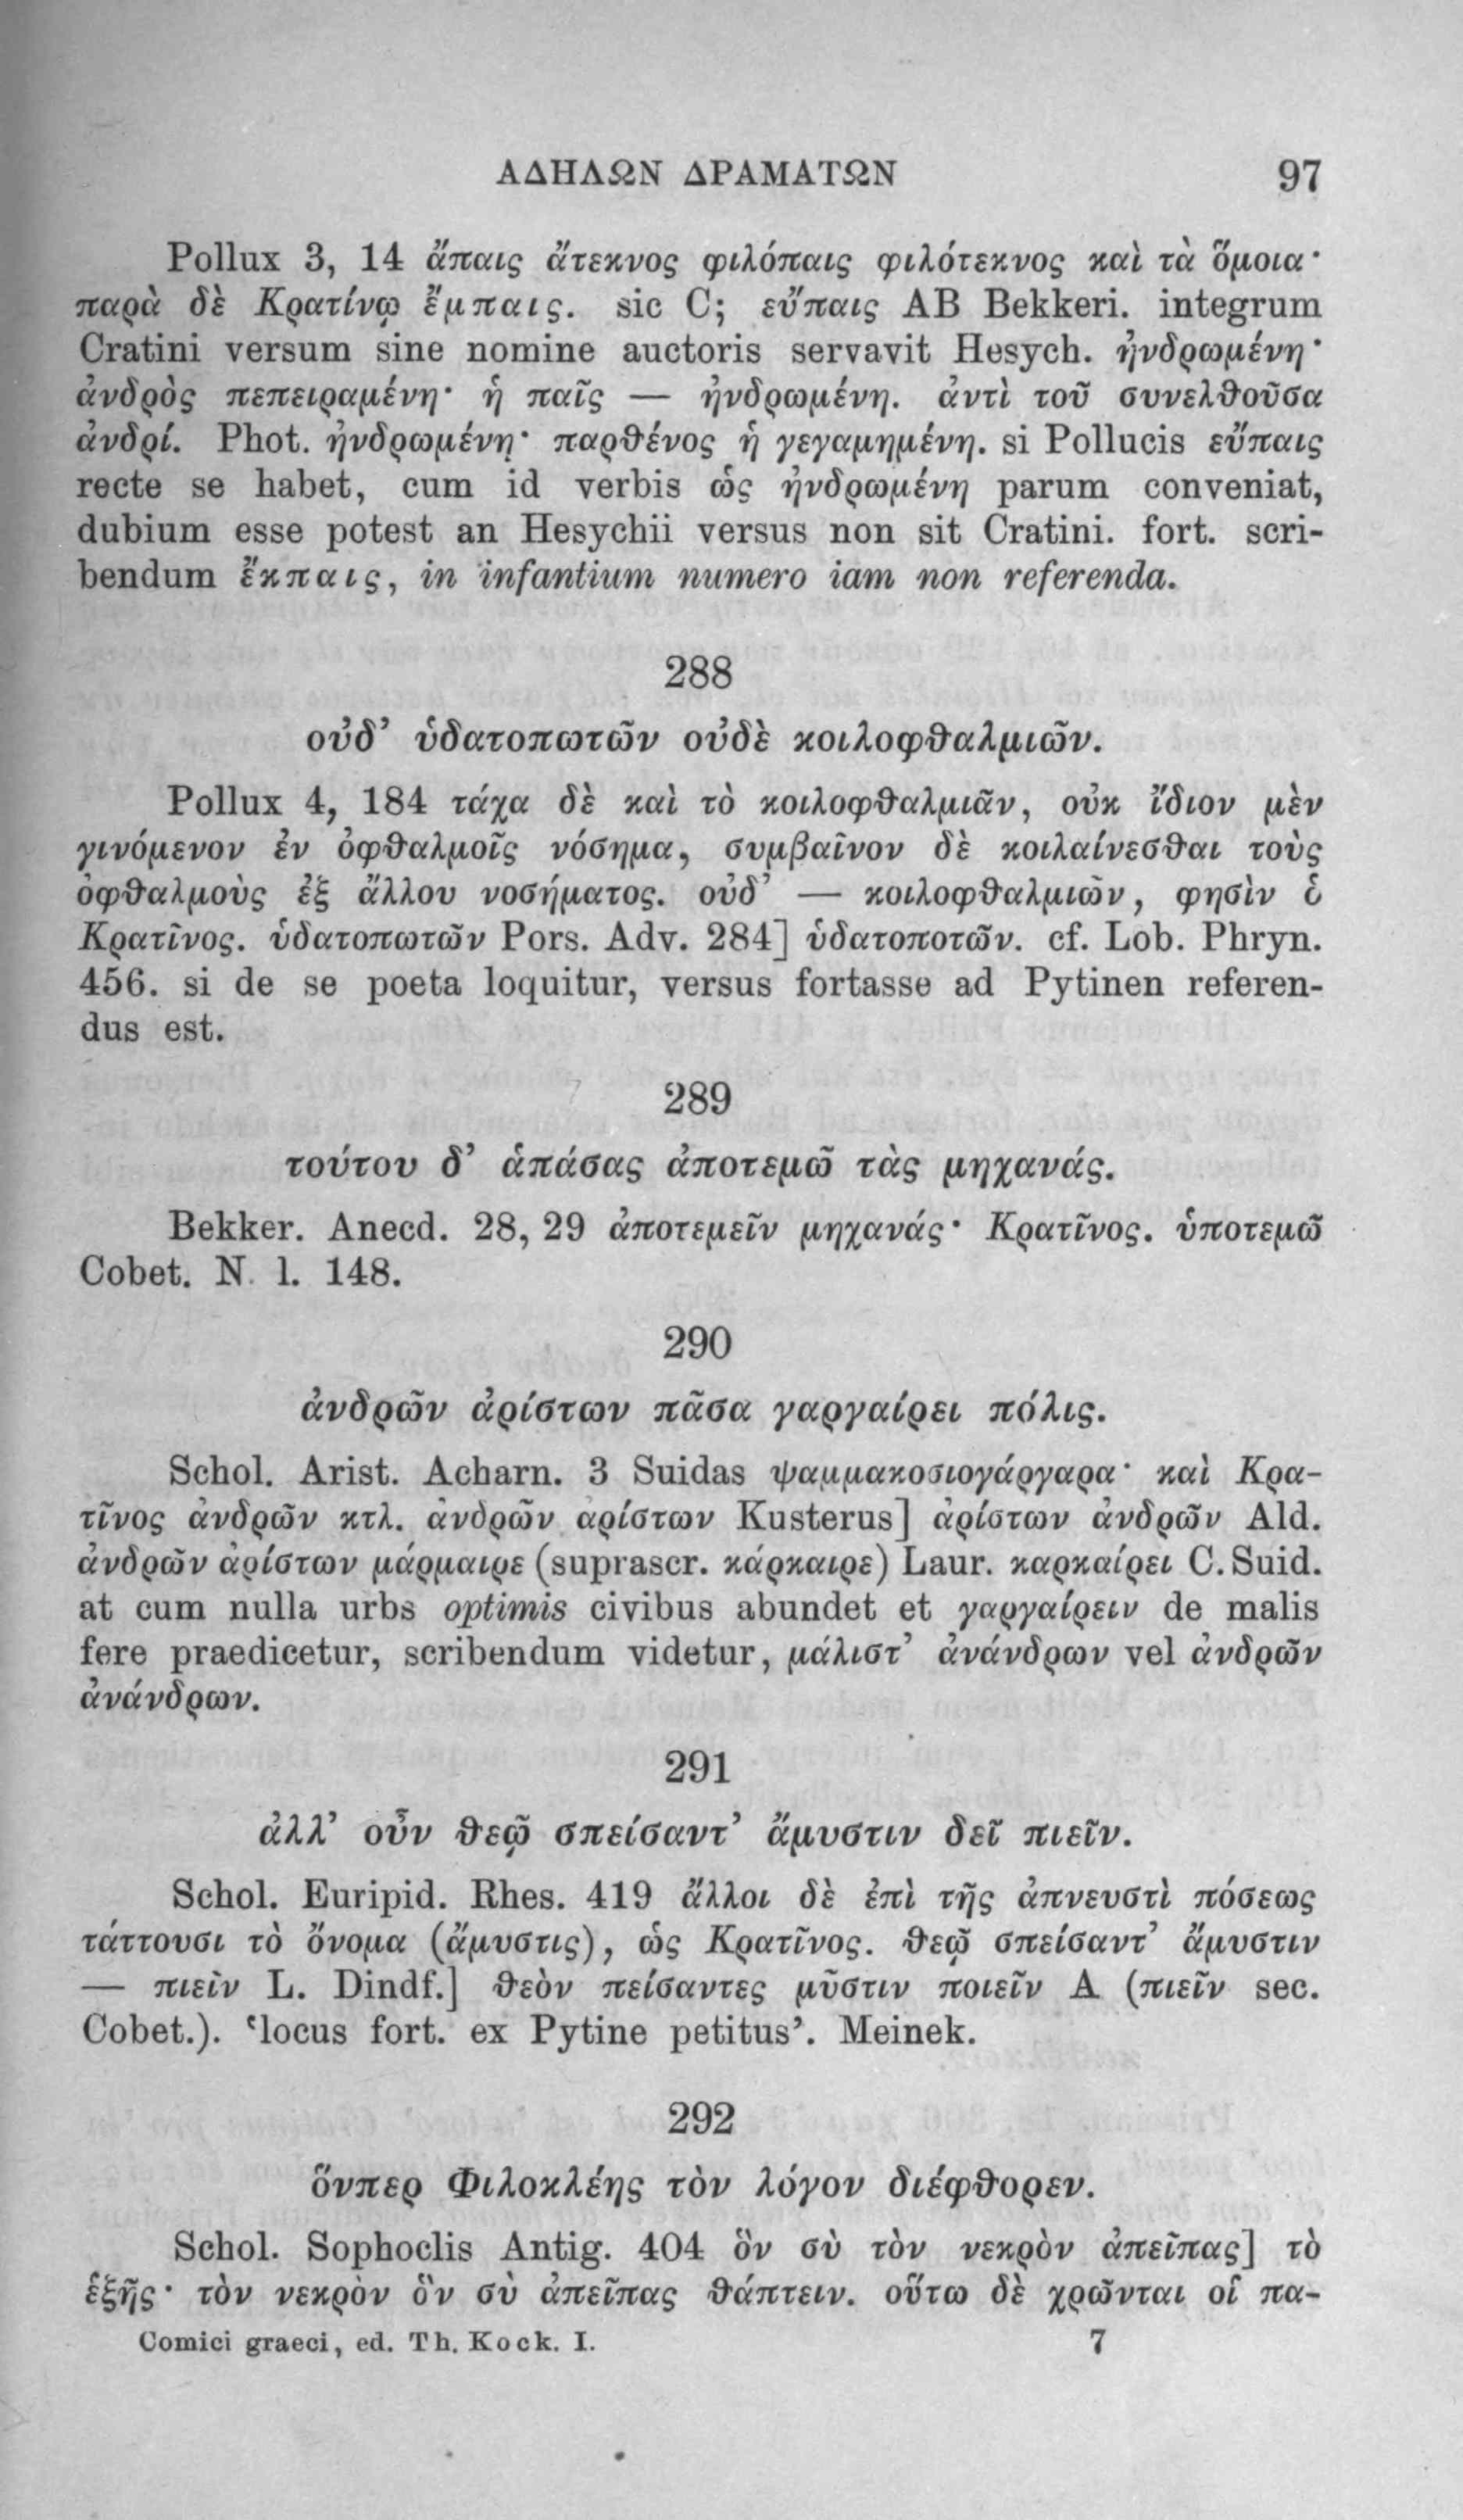 ΑΔΗΛΩΝ ΔΡΑΜΑΤΩΝ 97
Pollux 3, 14 ἄπαις ἄτεκνος φιλόπαις φιλότεκνος καὶ τὰ ὅμοια·
παρὰ δὲ Κρατίνῳ ἔμπαις. sic C; εὔπαις AB Bekkeri. integrum
Cratini versum sine nomine auctoris servavit Hesych. ἠνδρωμένη·
ἀνδρὸς πεπειραμένη· ἡ παῖς — ἠνδρωμένη. ἀντὶ τοῦ συνελθοῦσα
ἀνδρί. Phot. ἠνδρωμένη· παρθένος ἡ γεγαμημένη. si Pollucis εὔπαις
recte se habet, cum id verbis ὡς ἠνδρωμένη parum conveniat,
dubium esse potest an Hesychii versus non sit Cratini. fort. scri-
bendum ἔκπαις, in infantium numero iam non referenda.
288
οὐδ’ ὑδατοπωτῶν οὐδὲ κοιλοφθαλμιῶν.
Pollux 4, 184 τάχα δὲ καὶ τὸ κοιλοφθαλμιᾶν, οὐκ ἴδιον μὲν
γινόμενον ἐν ὀφθαλμοῖς νόσημα, συμβαῖνον δὲ κοιλαίνεσθαι τοὺς
ὀφθαλμοὺς ἐξ ἄλλου νοσήματος. οὐδ’ — κοιλοφθαλμιῶν, φησὶν ὁ
Κρατῖνος. ὑδατοπωτῶν Pors. Adv. 284] ὑδατοποτῶν. cf. Lob. Phryn.
456. si de se poeta loquitur, versus fortasse ad Pytinen referen-
dus est.
289
τούτου δ’ ἁπάσας ἀποτεμῶ τὰς μηχανάς.
Bekker. Anecd. 28, 29 ἀποτεμεῖν μηχανάς· Κρατῖνος. ὑποτεμῶ
Cobet. N. l. 148.
290
ἀνδρῶν ἀρίστων πᾶσα γαργαίρει πόλις.
Schol. Arist. Acharn. 3 Suidas ψαμμακοσιογάργαρα· καὶ Κρα-
τῖνος ἀνδρῶν κτλ. ἀνδρῶν ἀρίστων Kusterus] ἀρίστων ἀνδρῶν Ald.
ἀνδρῶν ἀρίστων μάρμαιρε (suprascr. κάρκαιρε) Laur. καρκαίρει C. Suid.
at cum nulla urbs optimis civibus abundet et γαργαίρειν de malis
fere praedicetur, scribendum videtur, μάλιστ’ ἀνάνδρων vel ἀνδρῶν
ἀνάνδρων.
291
ἀλλ’ οὖν θεῷ σπείσαντ’ ἄμυστιν δεῖ πιεῖν.
Schol. Euripid. Rhes. 419 ἄλλοι δὲ ἐπὶ τῆς ἀπνευστὶ πόσεως
τάττουσι τὸ ὄνομα (ἄμυστις), ὡς Κρατῖνος. θεῷ σπείσαντ’ ἄμυστιν
— πιεῖν L. Dindf.] θεὸν πείσαντες μῦστιν ποιεῖν A (πιεῖν sec.
Cobet.). ‘locus fort. ex Pytine petitus’. Meinek.
292
ὅνπερ Φιλοκλέης τὸν λόγον διέφθορεν.
Schol. Sophoclis Antig. 404 ὃν σὺ τὸν νεκρὸν ἀπεῖπας] τὸ
ἑξῆς· τὸν νεκρὸν ὃν σὺ ἀπεῖπας θάπτειν. οὕτω δὲ χρῶνται οἱ πα-
Comici graeci, ed. Th. Kock. I. 7